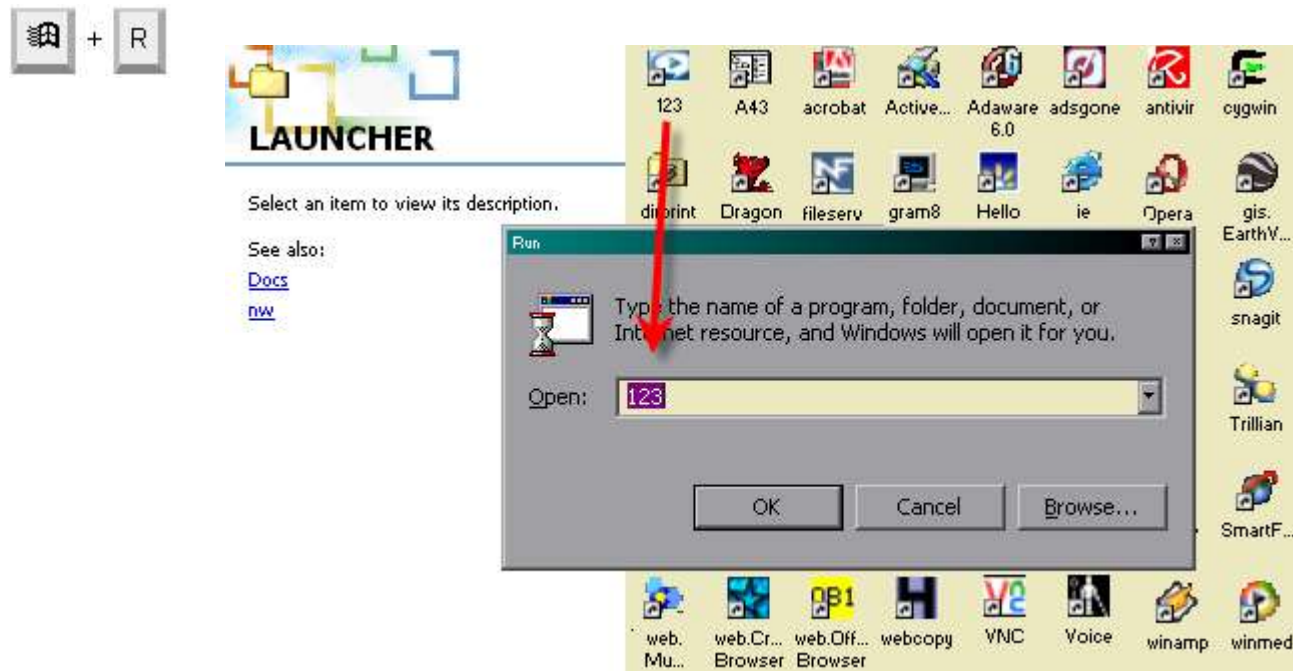 + R
LAUNCHER
Select an item to view its description.
See also:
Docs
nw
123 A43 acrobat Active... Adaware 6.0 adsgone antivir cygwin
dirprint Dragon fileserv gram8 Hello ie Opera gis. EarthV...
snagit
Trillian
SmartF...
Run
Type the name of a program, folder, document, or
Internet resource, and Windows will open it for you.
Open: 123
OK Cancel Browse...
web. Mu... web.Cr... Browser web.Off... Browser webcopy VNC Voice winamp winmed
OB1